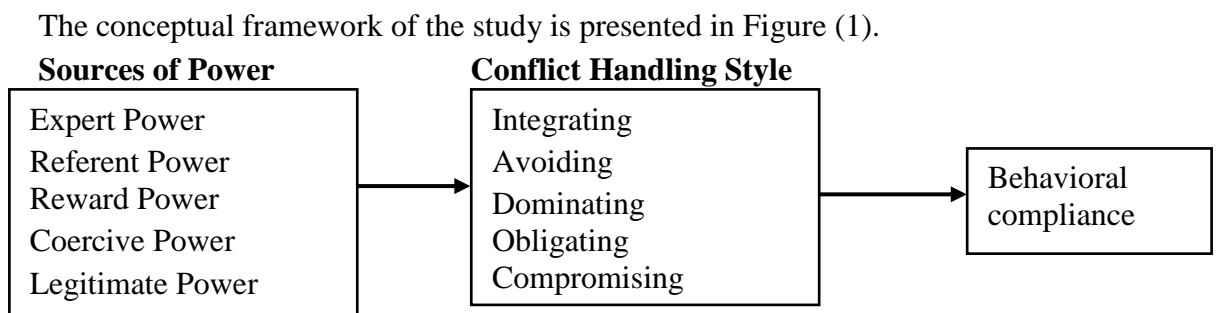 The conceptual framework of the study is presented in Figure (1).
Sources of Power
Conflict Handling Style
Expert Power
Referent Power
Reward Power
Coercive Power
Legitimate Power
Integrating
Avoiding
Dominating
Obligating
Compromising
Behavioral
compliance